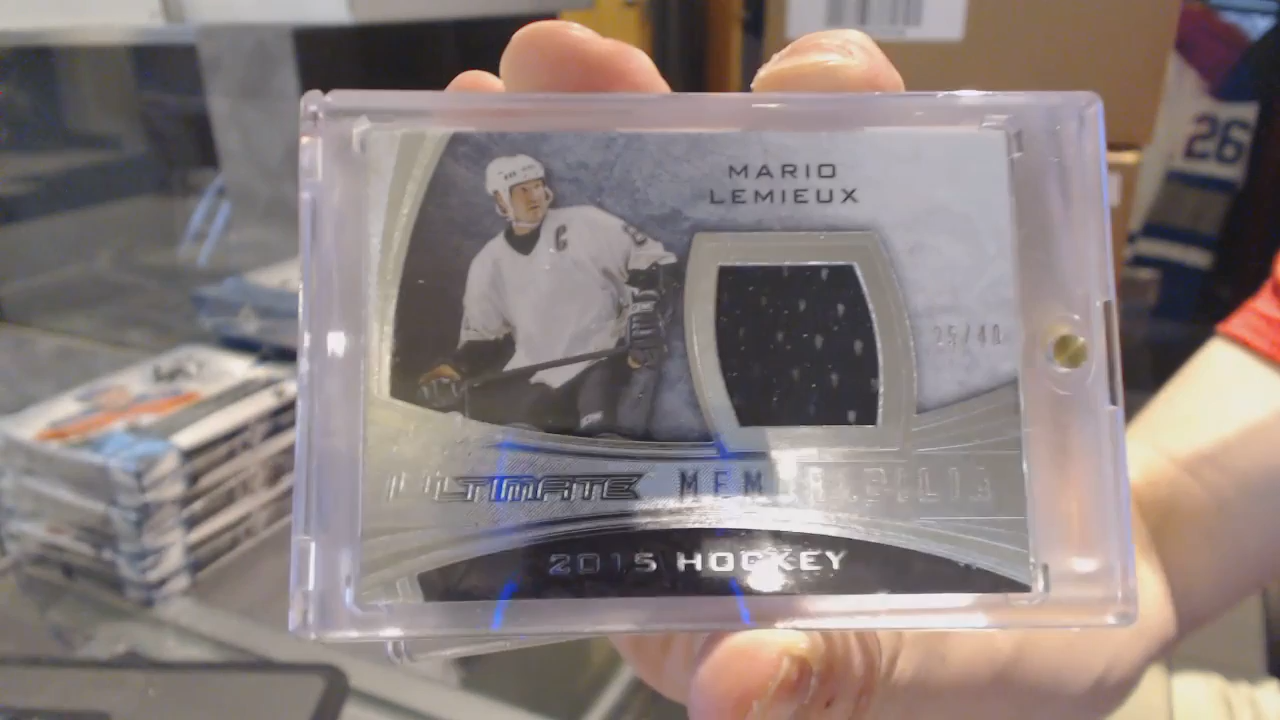 MARIO
LEMIEUX
C
25/40
ULTIMATE MEMORABILIA
2015 HOCKEY
26